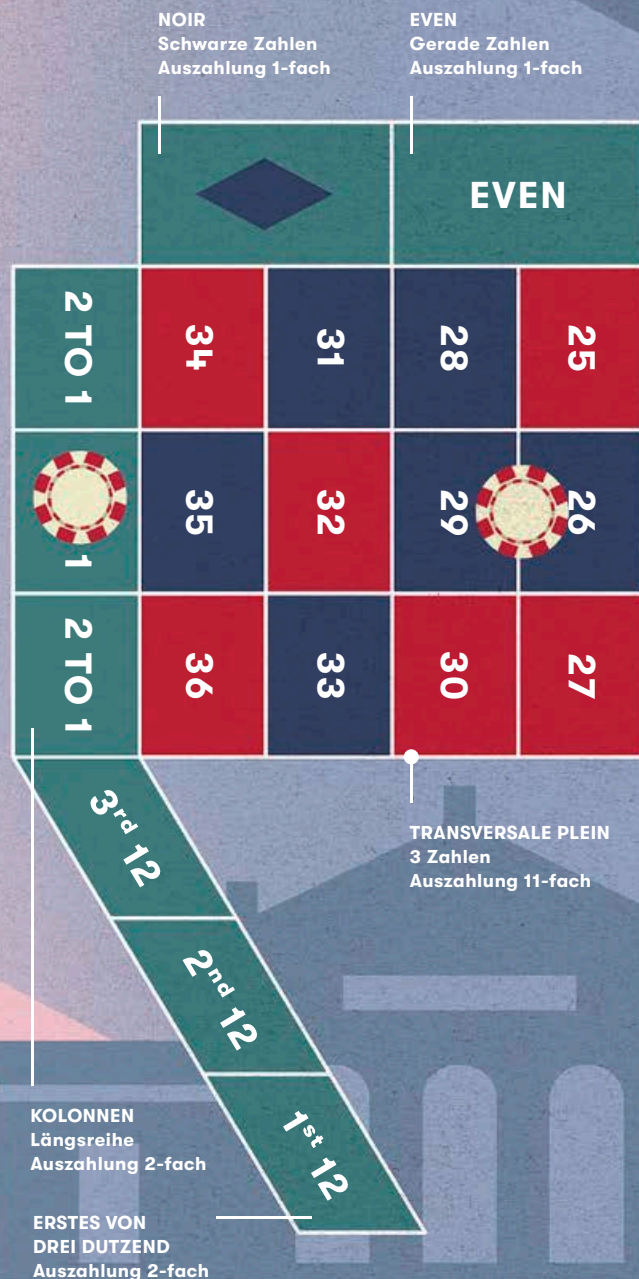 NOIR
Schwarze Zahlen
Auszahlung 1-fach
EVEN
Gerade Zahlen
Auszahlung 1-fach
EVEN
2 TO 1
34
31
28
25
1
35
32
29
26
2 TO 1
36
33
30
27
TRANSVERSALE PLEIN
3 Zahlen
Auszahlung 11-fach
3rd 12
2nd 12
1st 12
KOLONNEN
Längsreihe
Auszahlung 2-fach
ERSTES VON
DREI DUTZEND
Auszahlung 2-fach